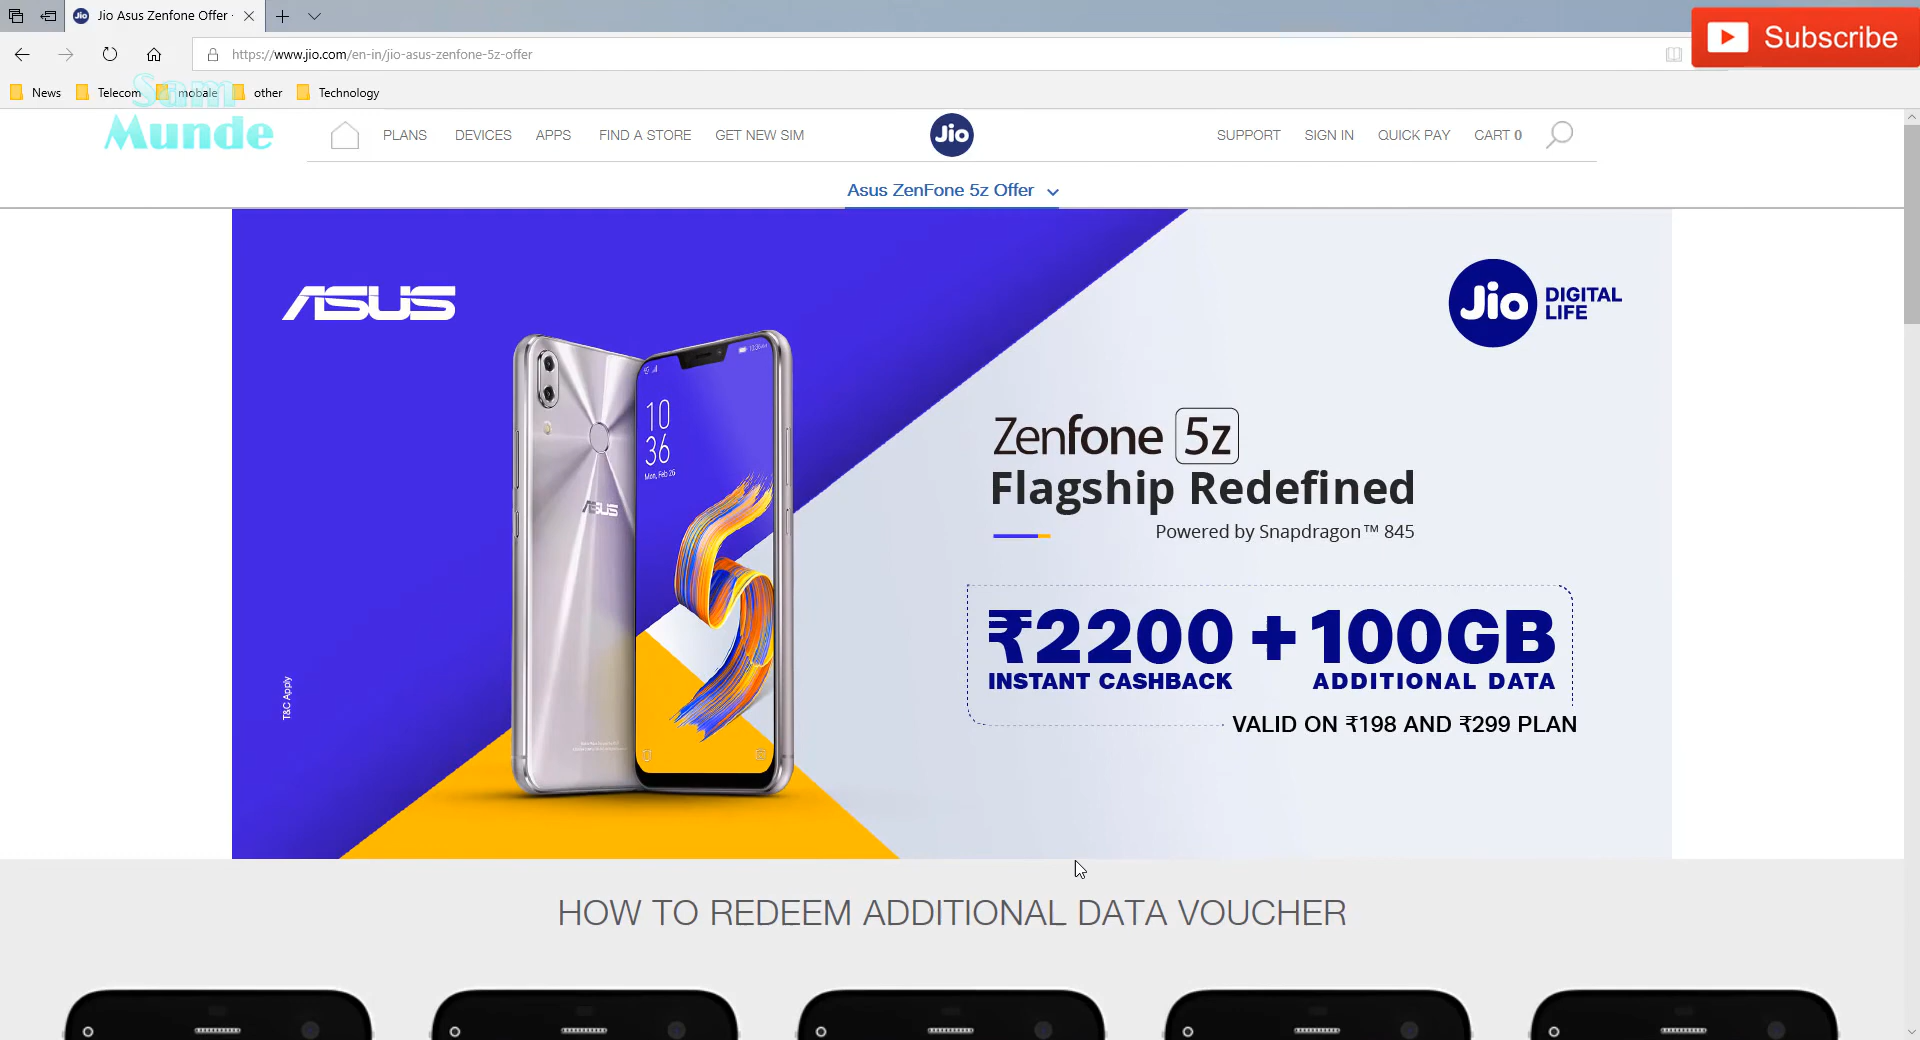 Jio Asus Zenfone Offer
Subscribe
https://www.jio.com/en-in/jio-asus-zenfone-5z-offer
News
Telecom
mobale
other
Technology
Sam
Munde
PLANS
DEVICES
APPS
FIND A STORE
GET NEW SIM
Jio
SUPPORT
SIGN IN
QUICK PAY
CART 0
Asus ZenFone 5z Offer
ASUS
Jio
DIGITAL
LIFE
10
36
Mon, Feb 26
ASUS
Zenfone 5z
Flagship Redefined
Powered by Snapdragon™ 845
₹2200 + 100GB
INSTANT CASHBACK ADDITIONAL DATA
VALID ON ₹198 AND ₹299 PLAN
T&C Apply
HOW TO REDEEM ADDITIONAL DATA VOUCHER